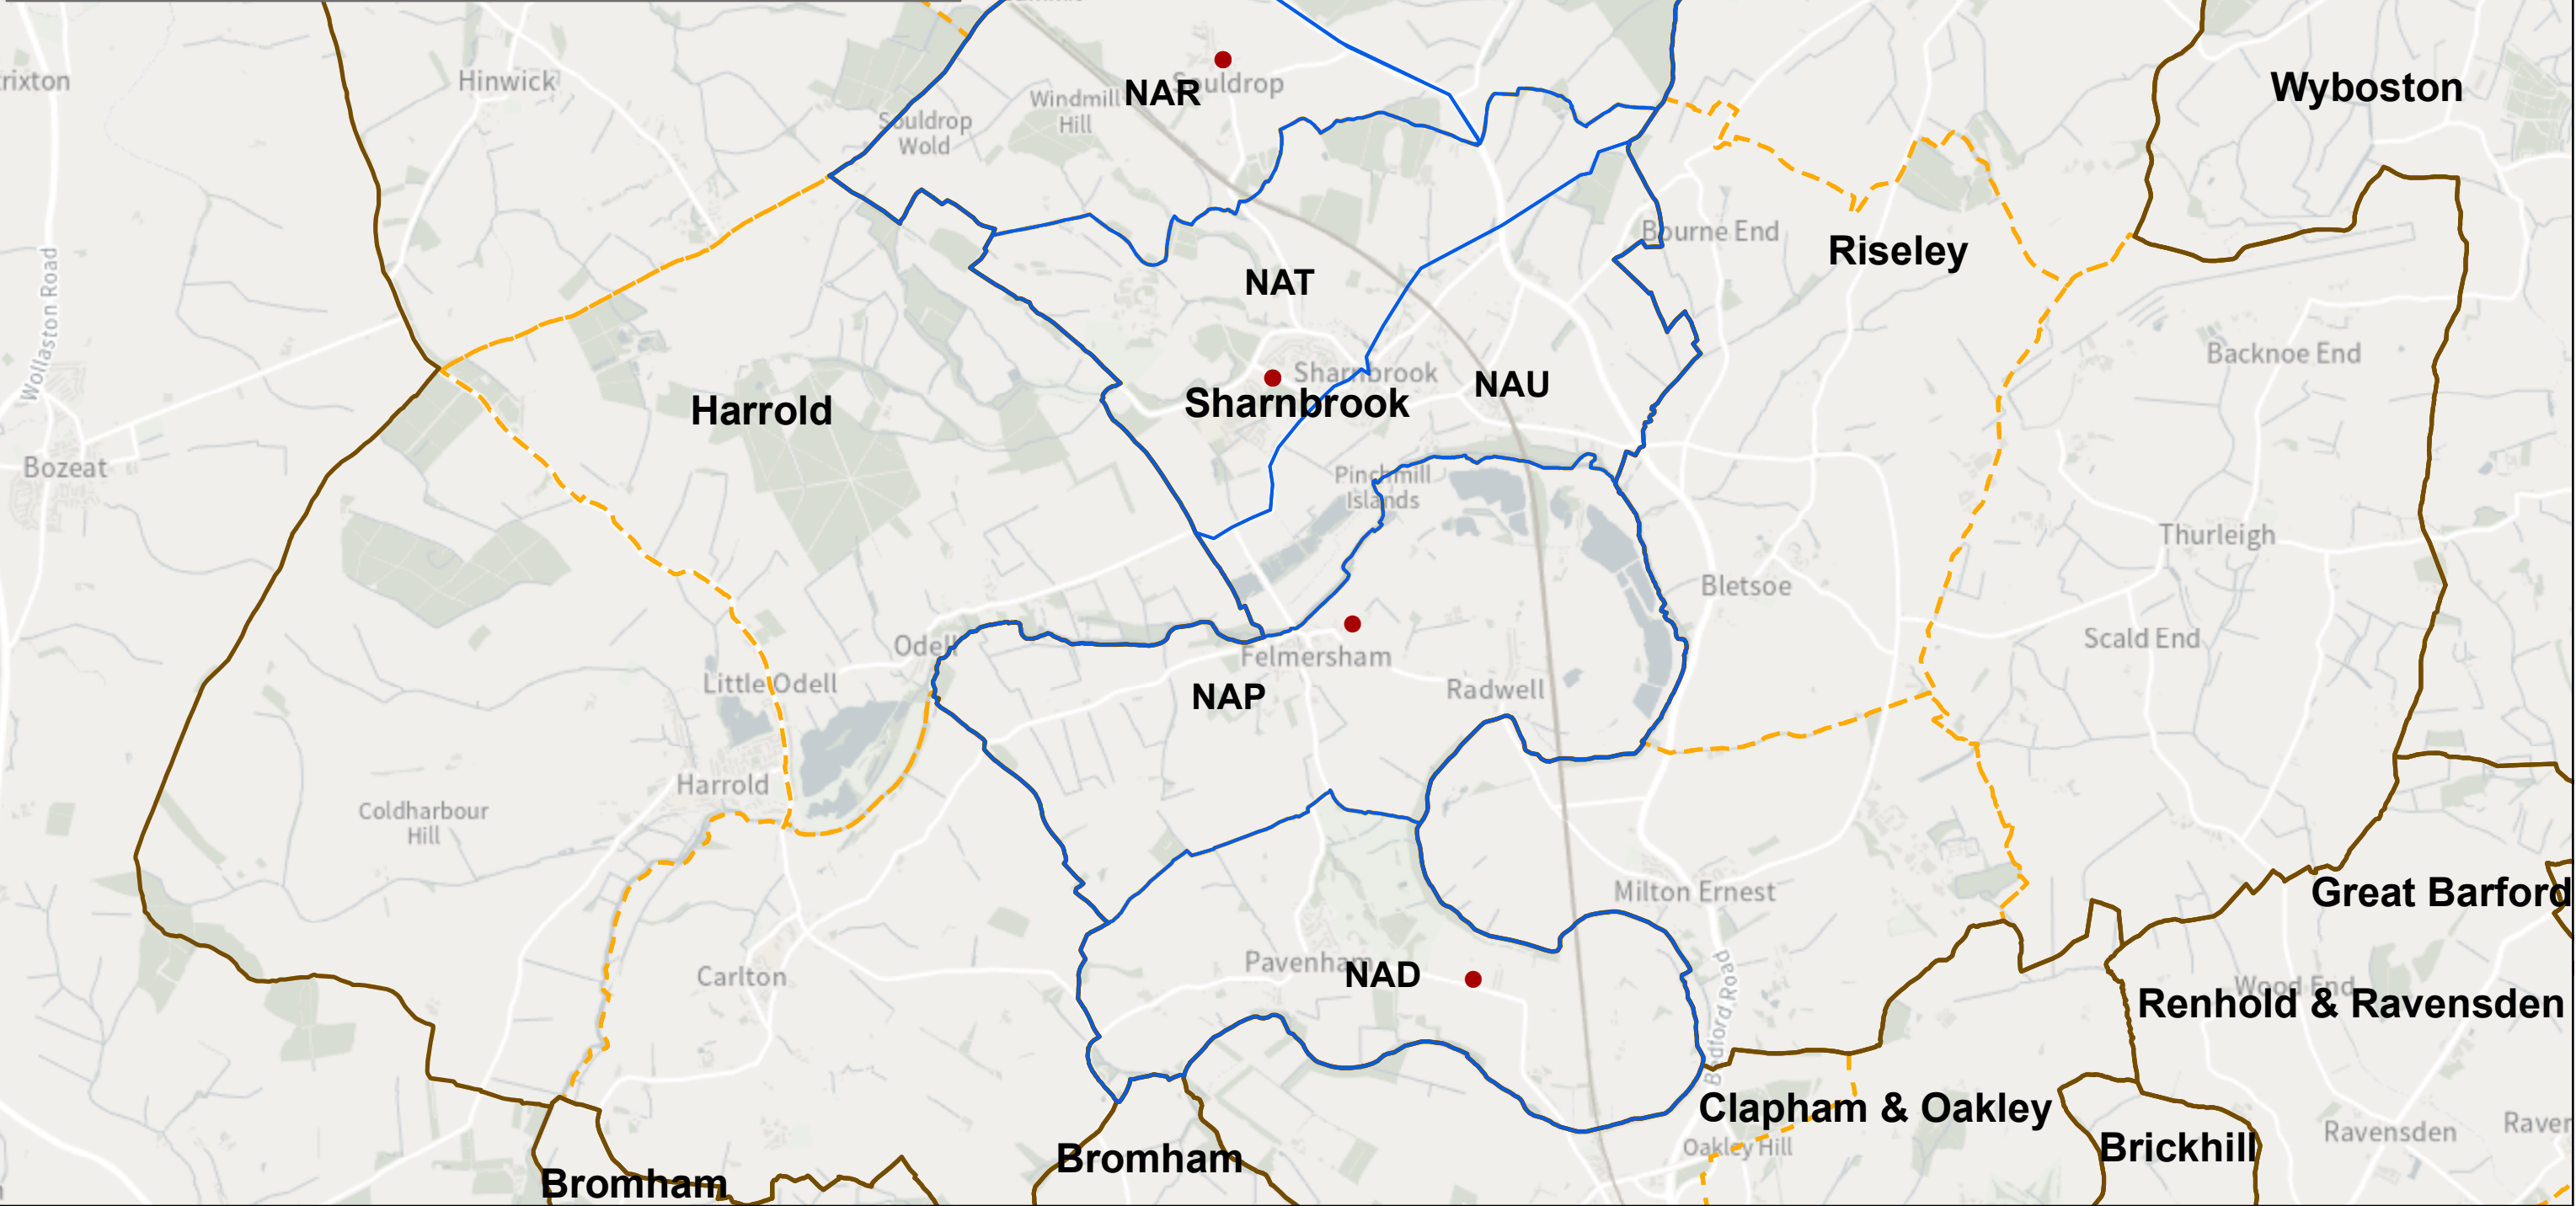 Hinwick
Souldrop
NAR
Windmill
Hill
Souldrop
Wold
Wyboston
Wollaston Road
Bourne End
Riseley
NAT
Backnoe End
Sharnbrook
NAU
Harrold
Sharnbrook
Bozeat
Pinchmill
Islands
Thurleigh
Bletsoe
Odell
Scald End
Felmersham
Little Odell
NAP
Radwell
Harrold
Coldharbour
Hill
Milton Ernest
Great Barford
Pavenham
NAD
Carlton
Wood End
Renhold & Ravensden
Bedford Road
Clapham & Oakley
Oakley Hill
Ravensden
Brickhill
Bromham
Bromham